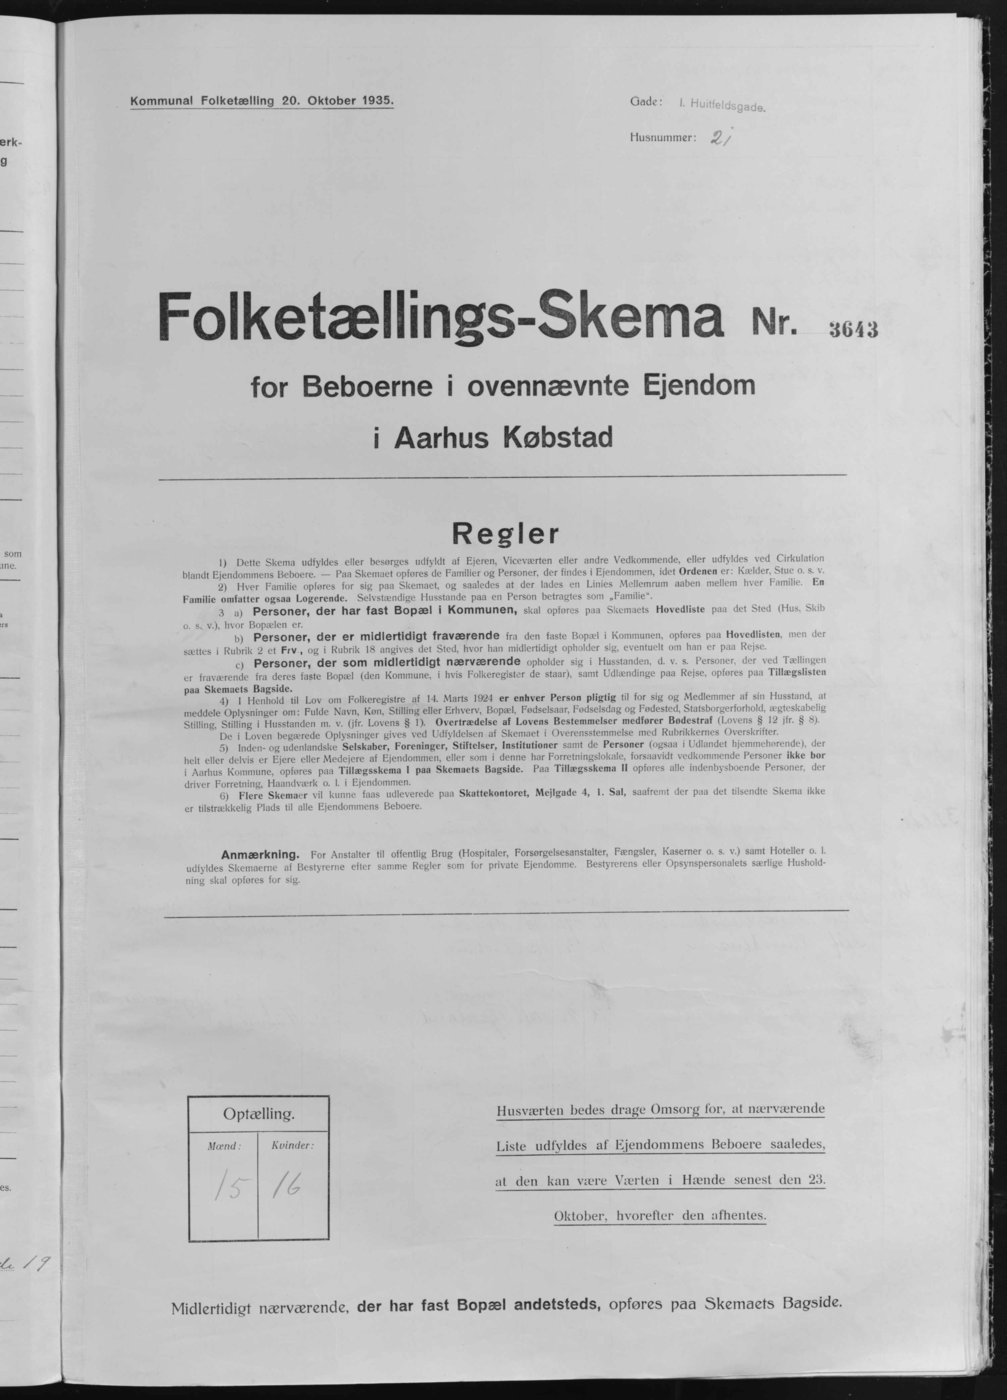 Kommunal Folketælling 20. Oktober 1935.
Gade: I. Huitfeldsgade.
Husnummer: 2i
Folketællings-Skema Nr. 3643
for Beboerne i ovennævnte Ejendom
i Aarhus Købstad
Regler
1) Dette Skema udfyldes eller besørges udfyldt af Ejeren, Viceværten eller andre Vedkommende, eller udfyldes ved Cirkulation
blandt Ejendommens Beboere. — Paa Skemaet opføres de Familier og Personer, der findes i Ejendommen, idet Ordenen er: Kælder, Stue o. s. v.
2) Hver Familie opføres for sig paa Skemaet, og saaledes at der lades en Linies Mellemrum aaben mellem hver Familie. En
Familie omfatter ogsaa Logerende. Selvstændige Husstande paa en Person betragtes som „Familie“.
3 a) Personer, der har fast Bopæl i Kommunen, skal opføres paa Skemaets Hovedliste paa det Sted (Hus, Skib
o. s. v.), hvor Bopælen er.
b) Personer, der er midlertidigt fraværende fra den faste Bopæl i Kommunen, opføres paa Hovedlisten, men der
sættes i Rubrik 2 et Frv., og i Rubrik 18 angives det Sted, hvor han midlertidigt opholder sig, eventuelt om han er paa Rejse.
c) Personer, der som midlertidigt nærværende opholder sig i Husstanden, d. v. s. Personer, der ved Tællingen
er fraværende fra deres faste Bopæl (den Kommune, i hvis Folkeregister de staar), samt Udlændinge paa Rejse, opføres paa Tillægslisten
paa Skemaets Bagside.
4) I Henhold til Lov om Folkeregistre af 14. Marts 1924 er enhver Person pligtig til for sig og Medlemmer af sin Husstand, at
meddele Oplysninger om: Fulde Navn, Køn, Stilling eller Erhverv, Bopæl, Fødselsaar, Fødselsdag og Fødested, Statsborgerforhold, ægteskabelig
Stilling, Stilling i Husstanden m. v. (jfr. Lovens § 1). Overtrædelse af Lovens Bestemmelser medfører Bødestraf (Lovens § 12 jfr. § 8).
De i Loven begærede Oplysninger gives ved Udfyldelsen af Skemaet i Overensstemmelse med Rubrikkernes Overskrifter.
5) Inden- og udenlandske Selskaber, Foreninger, Stiftelser, Institutioner samt de Personer (ogsaa i Udlandet hjemmehørende), der
helt eller delvis er Ejere eller Medejere af Ejendommen, eller som i denne har Forretningslokale, forsaavidt vedkommende Personer ikke bor
i Aarhus Kommune, opføres paa Tillægsskema I paa Skemaets Bagside. Paa Tillægsskema II opføres alle indenbysboende Personer, der
driver Forretning, Haandværk o. l. i Ejendommen.
6) Flere Skemaer vil kunne faas udleverede paa Skattekontoret, Mejlgade 4, 1. Sal, saafremt der paa det tilsendte Skema ikke
er tilstrækkelig Plads til alle Ejendommens Beboere.
Anmærkning. For Anstalter til offentlig Brug (Hospitaler, Forsørgelsesanstalter, Fængsler, Kaserner o. s. v.) samt Hoteller o. l.
udfyldes Skemaerne af Bestyrerne efter samme Regler som for private Ejendomme. Bestyrerens eller Opsynspersonalets særlige Hushold-
ning skal opføres for sig.
Optælling.
Mænd: Kvinder:
15 16
Husværten bedes drage Omsorg for, at nærværende
Liste udfyldes af Ejendommens Beboere saaledes,
at den kan være Værten i Hænde senest den 23.
Oktober, hvorefter den afhentes.
Midlertidigt nærværende, der har fast Bopæl andetsteds, opføres paa Skemaets Bagside.